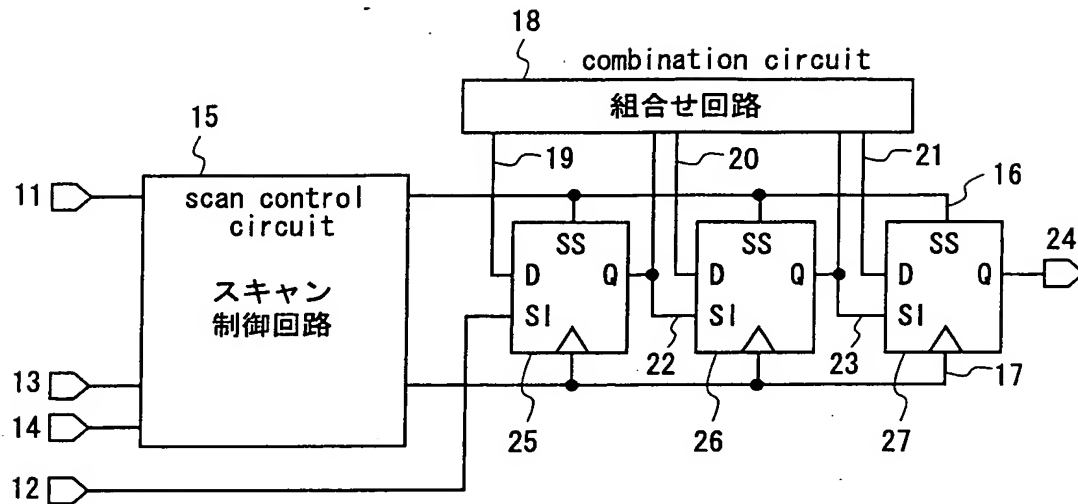 18
combination circuit
組合せ回路
15
19
20
21
16
11
scan control
circuit
スキャン
制御回路
SS
D
Q
SI
SS
D
Q
SI
SS
D
Q
SI
24
22
23
17
13
14
25
26
27
12